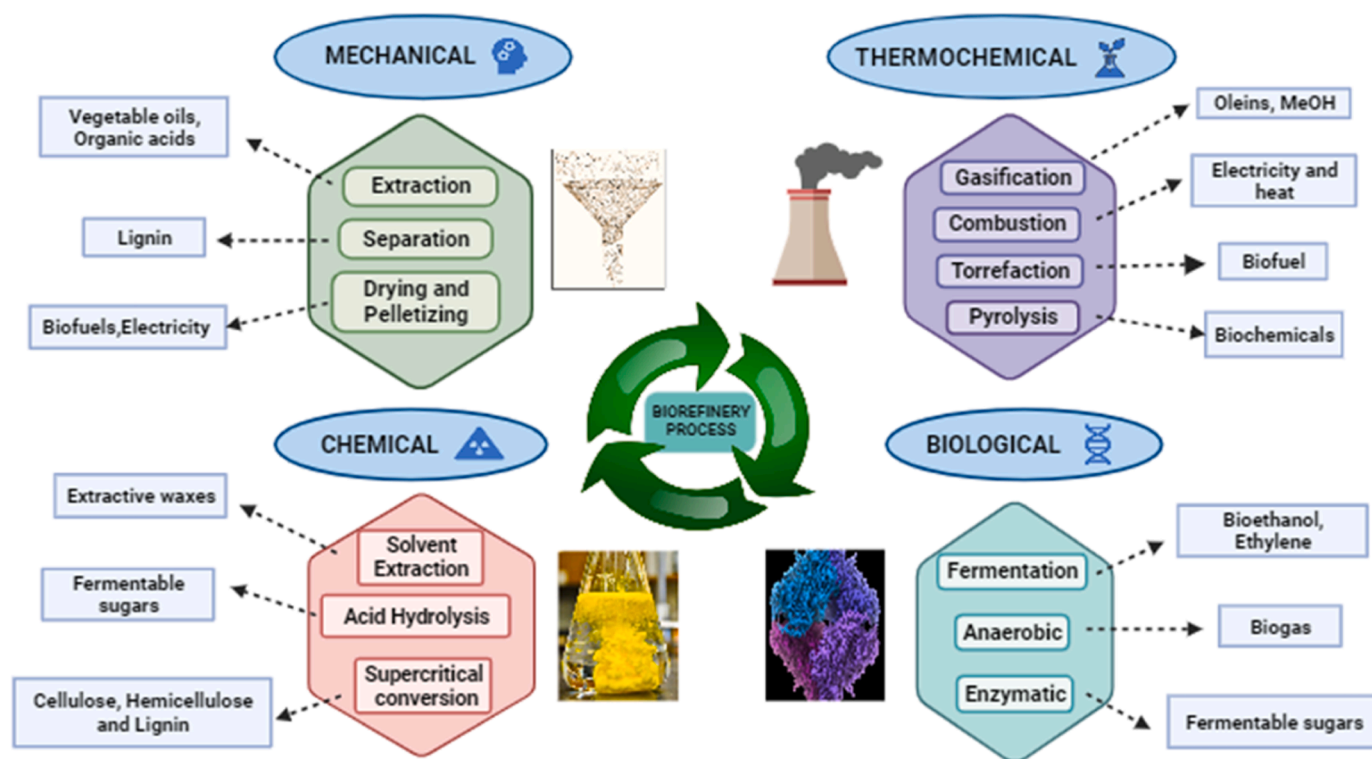 MECHANICAL
Vegetable oils,
Organic acids
Extraction
Lignin
Separation
Biofuels,Electricity
Drying and
Pelletizing
THERMOCHEMICAL
Gasification
Oleins, MeOH
Combustion
Electricity and
heat
Torrefaction
Biofuel
Pyrolysis
Biochemicals
BIOREFINERY
PROCESS
CHEMICAL
Extractive waxes
Solvent
Extraction
Fermentable
sugars
Acid Hydrolysis
Cellulose, Hemicellulose
and Lignin
Supercritical
conversion
BIOLOGICAL
Fermentation
Bioethanol,
Ethylene
Anaerobic
Biogas
Enzymatic
Fermentable sugars